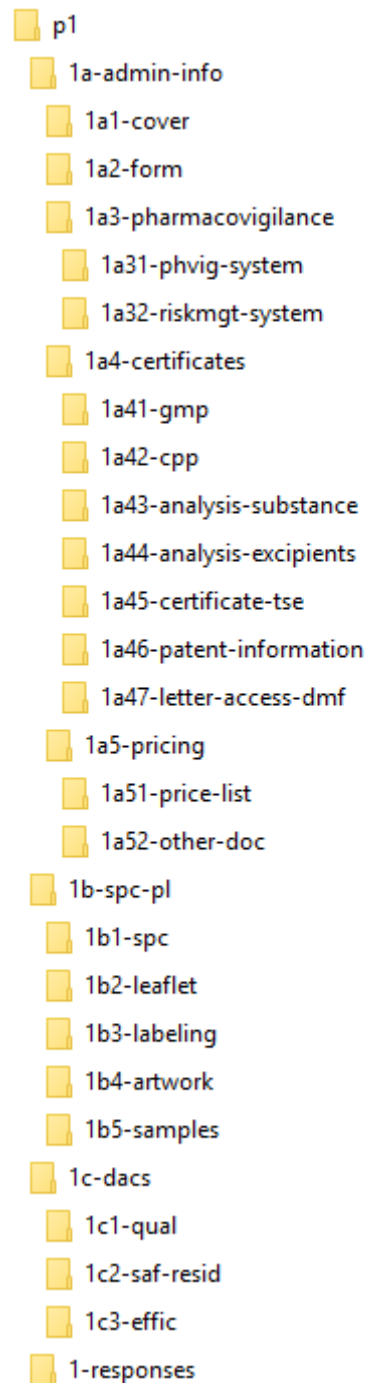 p1
1a-admin-info
1a1-cover
1a2-form
1a3-pharmacovigilance
1a31-phvig-system
1a32-riskmgt-system
1a4-certificates
1a41-gmp
1a42-cpp
1a43-analysis-substance
1a44-analysis-excipients
1a45-certificate-tse
1a46-patent-information
1a47-letter-access-dmf
1a5-pricing
1a51-price-list
1a52-other-doc
1b-spc-pl
1b1-spc
1b2-leaflet
1b3-labeling
1b4-artwork
1b5-samples
1c-dacs
1c1-qual
1c2-saf-resid
1c3-effic
1-responses